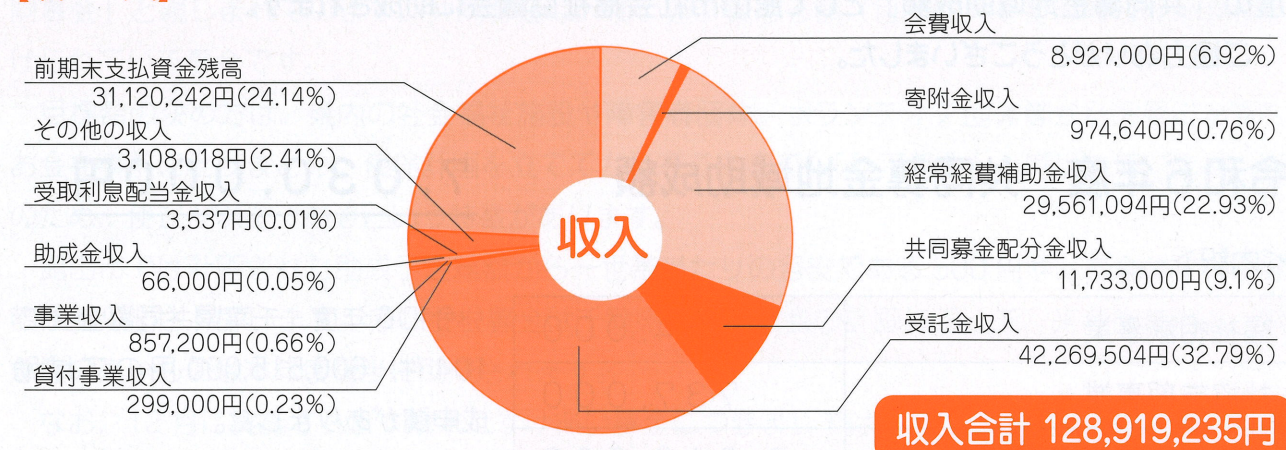 会費収入
8,927,000円(6.92%)
寄附金収入
974,640円(0.76%)
経常経費補助金収入
29,561,094円(22.93%)
共同募金配分金収入
11,733,000円(9.1%)
受託金収入
42,269,504円(32.79%)
前期末支払資金残高
31,120,242円(24.14%)
その他の収入
3,108,018円(2.41%)
受取利息配当金収入
3,537円(0.01%)
助成金収入
66,000円(0.05%)
事業収入
857,200円(0.66%)
貸付事業収入
299,000円(0.23%)
収入
収入合計 128,919,235円